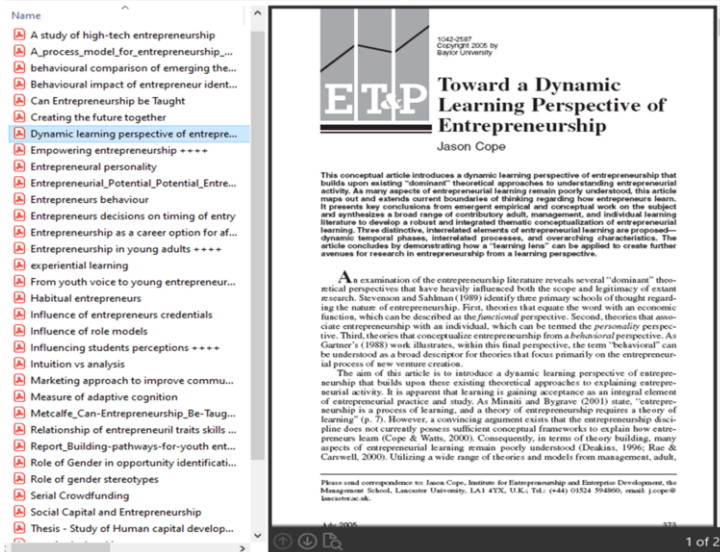 Name
A study of high-tech entrepreneurship
A_process_model_for_entrepreneurship_...
behavioural comparison of emerging the...
Behavioural impact of entrepreneur ident...
Can Entrepreneurship be Taught
Creating the future together
Dynamic learning perspective of entrepre...
Empowering entrepreneurship ++++
Entrepreneural personality
Entrepreneurial_Potential_Potential_Entre...
Entrepreneurs behaviour
Entrepreneurs decisions on timing of entry
Entrepreneurship as a career option for af...
Entrepreneurship in young adults ++++
experiential learning
From youth voice to young entrepreneur...
Habitual entrepreneurs
Influence of entrepreneurs credentials
Influence of role models
Influencing students perceptions ++++
Intuition vs analysis
Marketing approach to improve commu...
Measure of adaptive cognition
Metcalfe_Can-Entrepreneurship_Be-Taug...
Relationship of entrepreneuril traits skills ...
Report_Building-pathways-for-youth ent...
Role of Gender in opportunity identificati...
Role of gender stereotypes
Serial Crowdfunding
Social Capital and Entrepreneurship
Thesis - Study of Human capital develop...
1042-2587
Copyright 2005 by
Baylor University
ET&P
Toward a Dynamic
Learning Perspective of
Entrepreneurship
Jason Cope
This conceptual article introduces a dynamic learning perspective of entrepreneurship that
builds upon existing “dominant” theoretical approaches to understanding entrepreneurial
activity. As many aspects of entrepreneurial learning remain poorly understood, this article
maps out and extends current boundaries of thinking regarding how entrepreneurs learn.
It presents key conclusions from emergent empirical and conceptual work on the subject
and synthesizes a broad range of contributory adult, management, and individual learning
literature to develop a robust and integrated thematic conceptualization of entrepreneurial
learning. Three distinctive, interrelated elements of entrepreneurial learning are proposed—
dynamic temporal phases, interrelated processes, and overarching characteristics. The
article concludes by demonstrating how a “learning lens” can be applied to create further
avenues for research in entrepreneurship from a learning perspective.
An examination of the entrepreneurship literature reveals several “dominant” theo-
retical perspectives that have heavily influenced both the scope and legitimacy of extant
research. Stevenson and Sahlman (1989) identify three primary schools of thought regard-
ing the nature of entrepreneurship. First, theories that equate the word with an economic
function, which can be described as the functional perspective. Second, theories that asso-
ciate entrepreneurship with an individual, which can be termed the personality perspec-
tive. Third, theories that conceptualize entrepreneurship from a behavioral perspective. As
Gartner’s (1988) work illustrates, within this final perspective, the term “behavioral” can
be understood as a broad descriptor for theories that focus primarily on the entrepreneur-
ial process of new venture creation.
The aim of this article is to introduce a dynamic learning perspective of entrepre-
neurship that builds upon these existing theoretical approaches to explaining entrepre-
neurial activity. It is apparent that learning is gaining acceptance as an integral element
of entrepreneurial practice and study. As Minniti and Bygrave (2001) state, “entrepre-
neurship is a process of learning, and a theory of entrepreneurship requires a theory of
learning” (p. 7). However, a convincing argument exists that the entrepreneurship disci-
pline does not currently possess sufficient conceptual frameworks to explain how entre-
preneurs learn (Cope & Watts, 2000). Consequently, in terms of theory building, many
aspects of entrepreneurial learning remain poorly understood (Deakins, 1996; Rae &
Carswell, 2000). Utilizing a wide range of theories and models from management, adult,
Please send correspondence to: Jason Cope, Institute for Entrepreneurship and Enterprise Development, the
Management School, Lancaster University, LA1 4YX, U.K.; Tel.: (+44) 01524 594860; email: j.cope@
lancaster.ac.uk.
July 2005
373
1 of 2